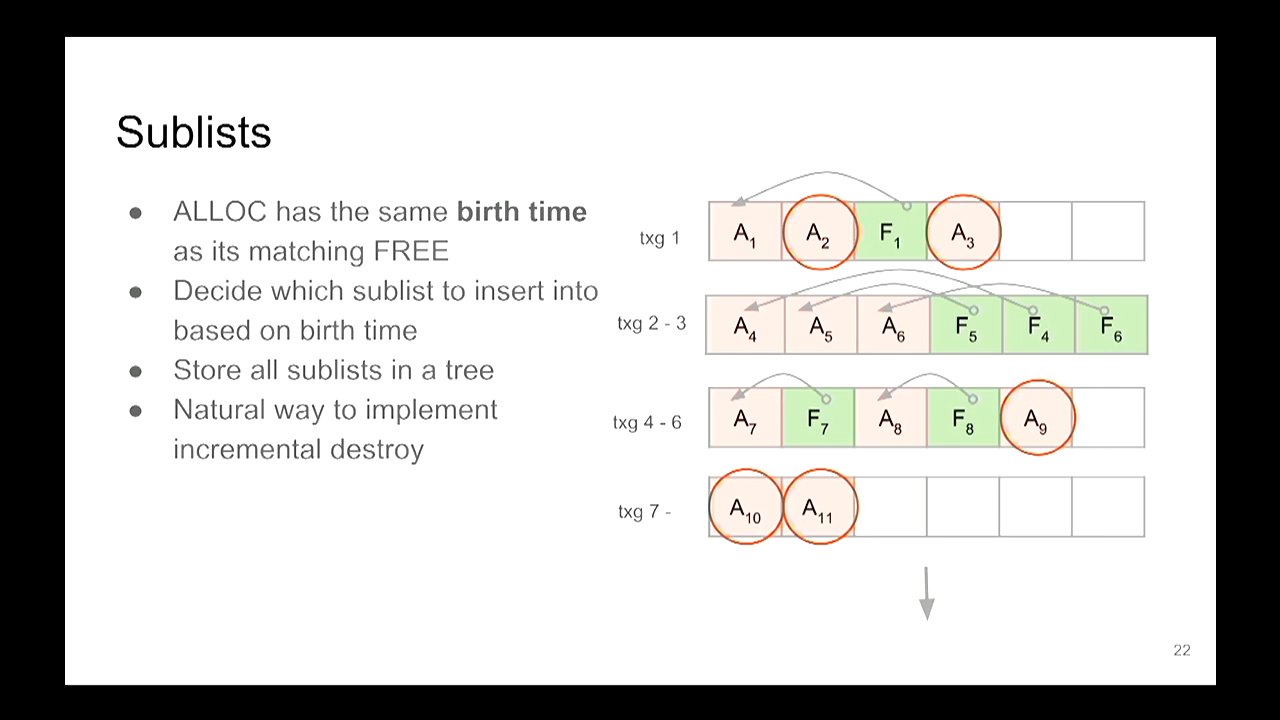 Sublists
● ALLOC has the same birth time
as its matching FREE
● Decide which sublist to insert into
based on birth time
● Store all sublists in a tree
● Natural way to implement
incremental destroy
txg 1 A1 A2 F1 A3
txg 2 - 3 A4 A5 A6 F5 F4 F6
txg 4 - 6 A7 F7 A8 F8 A9
txg 7 - A10 A11
22